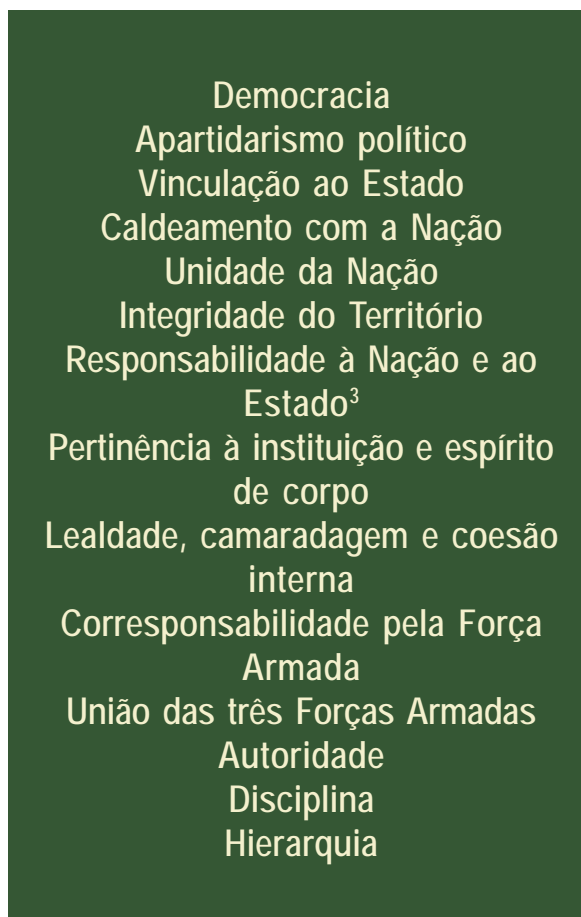 Democracia
Apartidarismo político
Vinculação ao Estado
Caldeamento com a Nação
Unidade da Nação
Integridade do Território
Responsabilidade à Nação e ao
Estado³
Pertinência à instituição e espírito
de corpo
Lealdade, camaradagem e coesão
interna
Corresponsabilidade pela Força
Armada
União das três Forças Armadas
Autoridade
Disciplina
Hierarquia